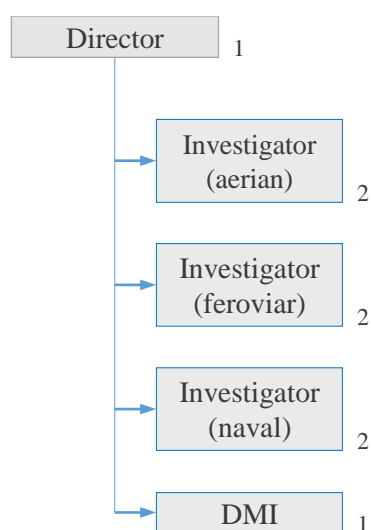 Director
1
Investigator
(aerian)
2
Investigator
(feroviar)
2
Investigator
(naval)
2
DMI
1